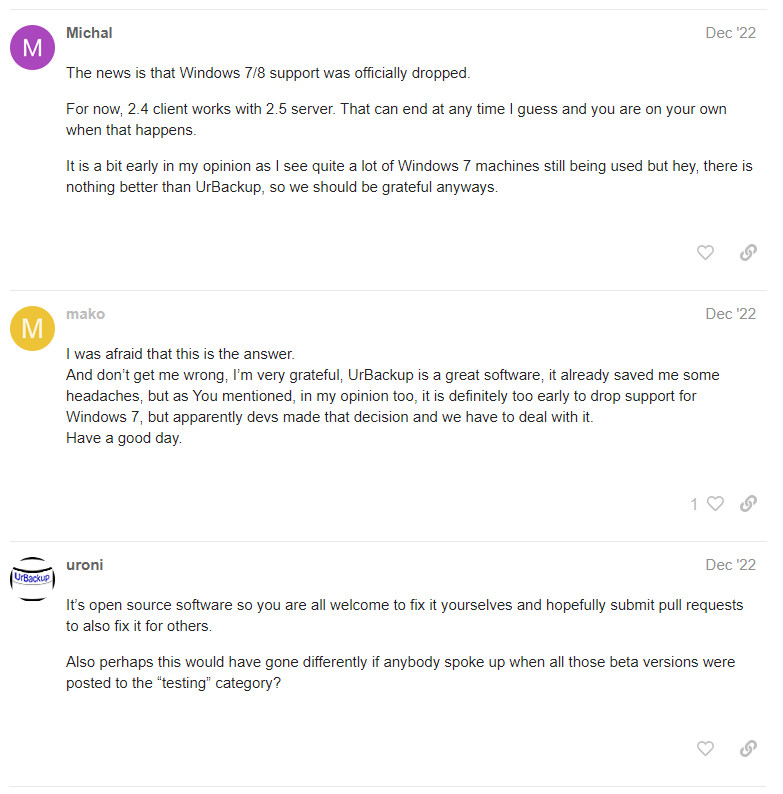 M
Michal
Dec '22
The news is that Windows 7/8 support was officially dropped.
For now, 2.4 client works with 2.5 server. That can end at any time I guess and you are on your own
when that happens.
It is a bit early in my opinion as I see quite a lot of Windows 7 machines still being used but hey, there is
nothing better than UrBackup, so we should be grateful anyways.
M
mako
Dec '22
I was afraid that this is the answer.
And don’t get me wrong, I’m very grateful, UrBackup is a great software, it already saved me some
headaches, but as You mentioned, in my opinion too, it is definitely too early to drop support for
Windows 7, but apparently devs made that decision and we have to deal with it.
Have a good day.
1
UrBackup
uroni
Dec '22
It’s open source software so you are all welcome to fix it yourselves and hopefully submit pull requests
to also fix it for others.
Also perhaps this would have gone differently if anybody spoke up when all those beta versions were
posted to the “testing” category?